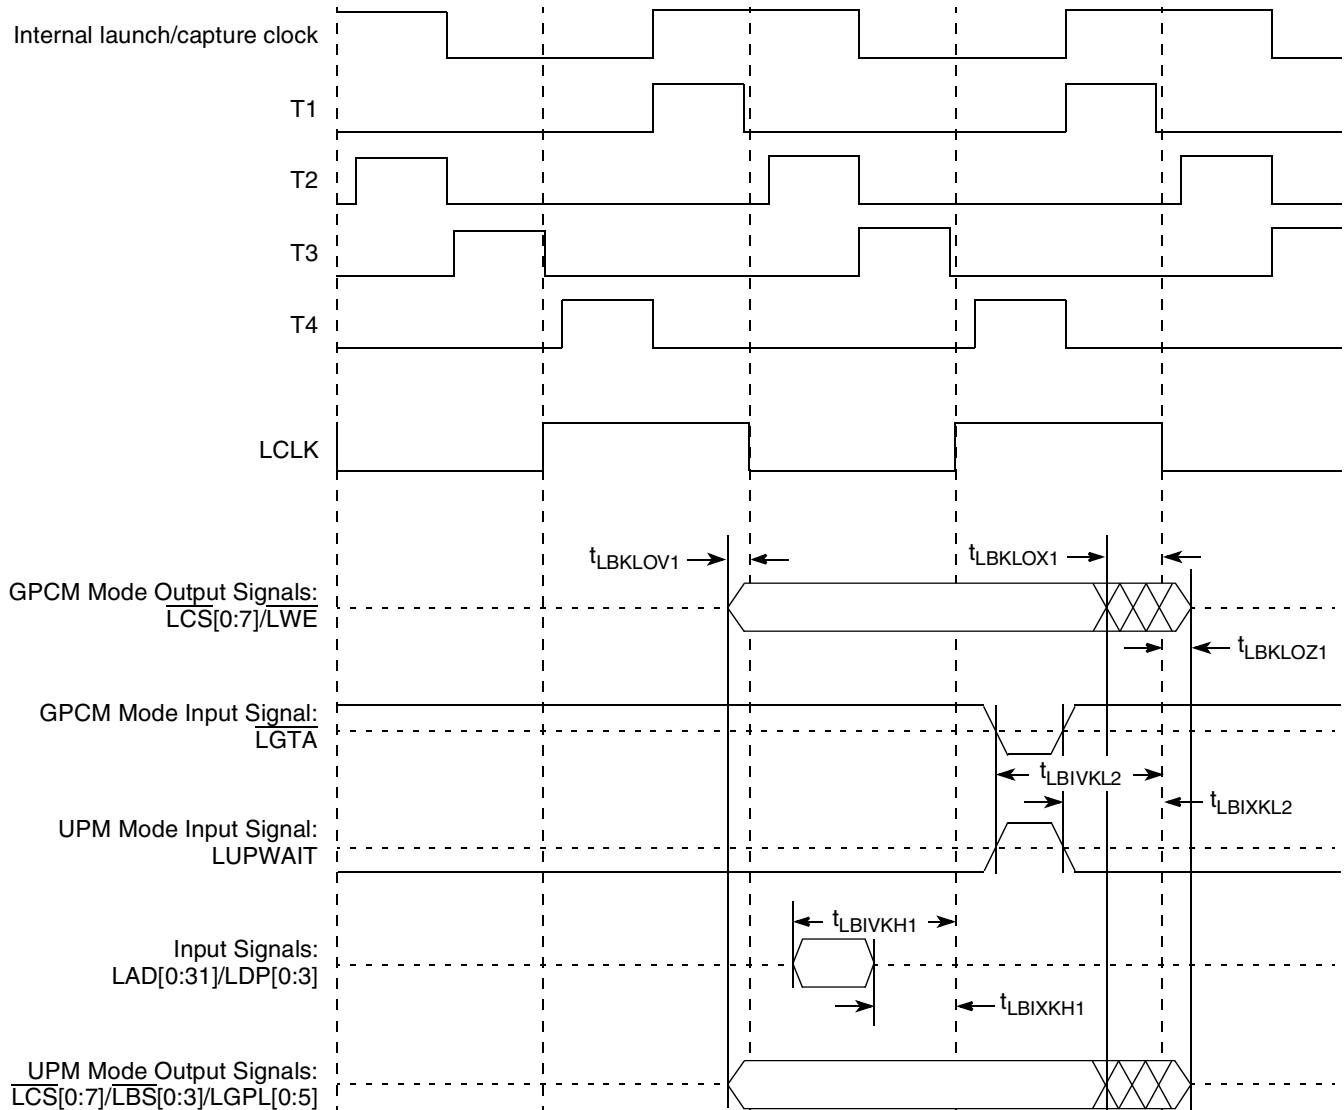 Internal launch/capture clock
T1
T2
T3
T4
LCLK
tLBKLOV1
tLBKLOX1
GPCM Mode Output Signals:
LCS[0:7]/LWE
tLBKLOZ1
GPCM Mode Input Signal:
LGTA
tLBIVKL2
tLBIXKL2
UPM Mode Input Signal:
LUPWAIT
tLBIVKH1
Input Signals:
LAD[0:31]/LDP[0:3]
tLBIXKH1
UPM Mode Output Signals:
LCS[0:7]/LBS[0:3]/LGPL[0:5]